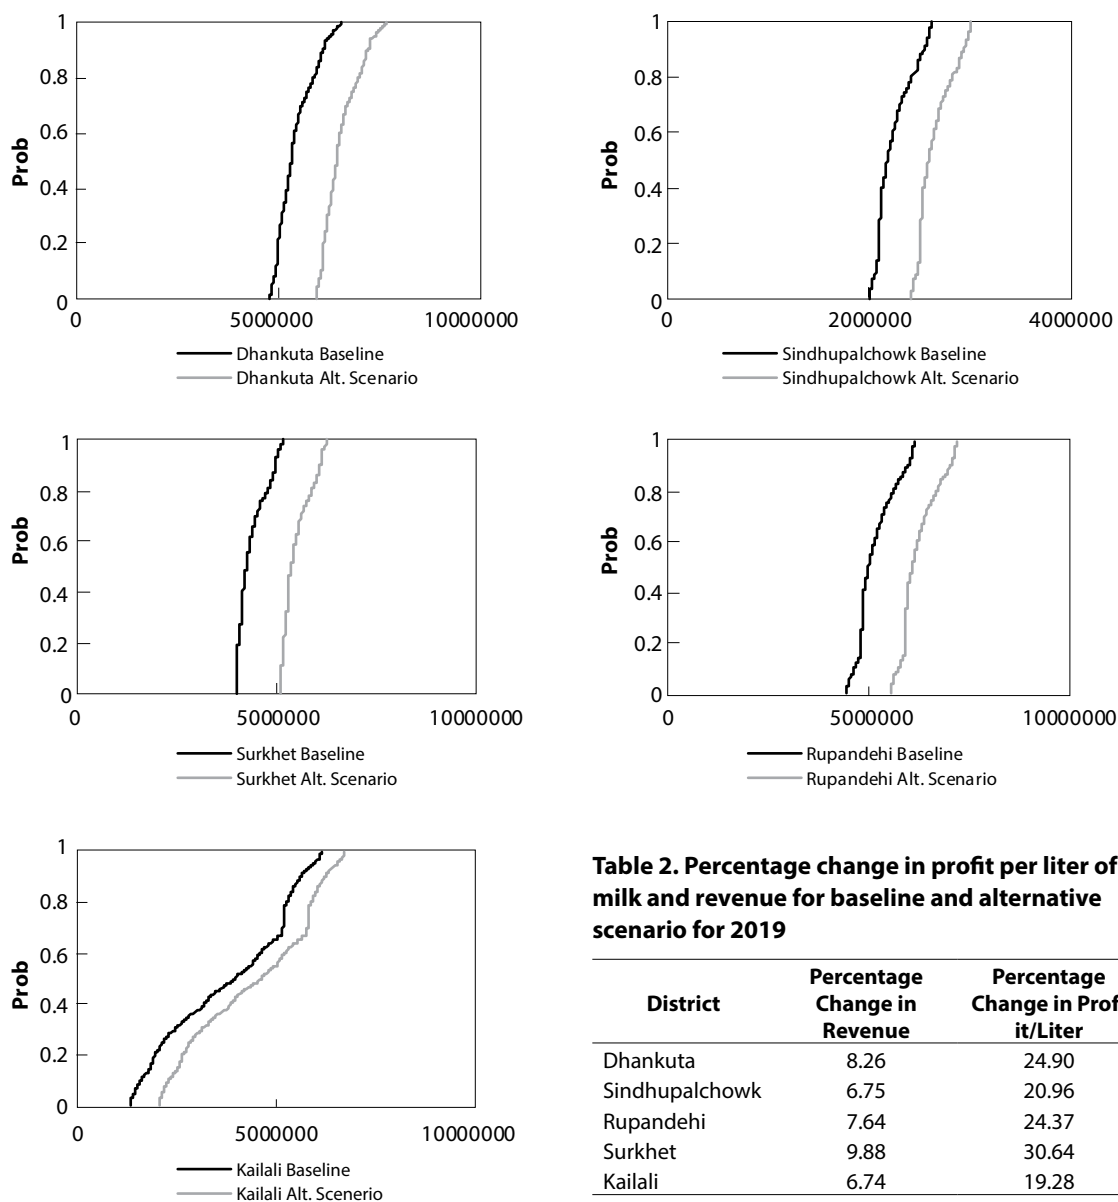 1
0.8
0.6
0.4
0.2
0
Prob
0 5000000 10000000
Dhankuta Baseline
Dhankuta Alt. Scenario
1
0.8
0.6
0.4
0.2
0
Prob
0 2000000 4000000
Sindhupalchowk Baseline
Sindhupalchowk Alt. Scenario
1
0.8
0.6
0.4
0.2
0
Prob
0 5000000 10000000
Surkhet Baseline
Surkhet Alt. Scenario
1
0.8
0.6
0.4
0.2
0
Prob
0 5000000 10000000
Rupandehi Baseline
Rupandehi Alt. Scenario
1
0.8
0.6
0.4
0.2
0
Prob
0 5000000 10000000
Kailali Baseline
Kailali Alt. Scenerio
Table 2. Percentage change in profit per liter of
milk and revenue for baseline and alternative
scenario for 2019
District Percentage Percentage
Change in Change in Prof
Revenue it/Liter
Dhankuta 8.26 24.90
Sindhupalchowk 6.75 20.96
Rupandehi 7.64 24.37
Surkhet 9.88 30.64
Kailali 6.74 19.28